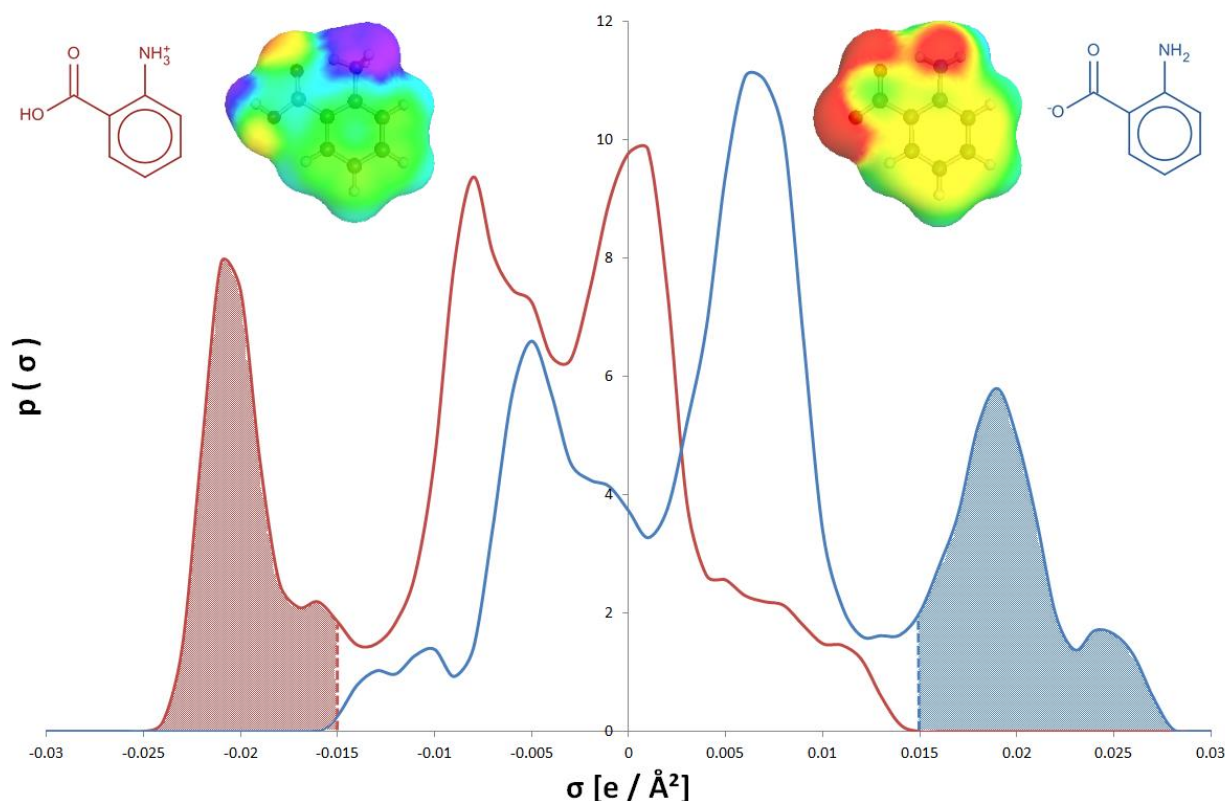 O
NH₃⁺
HO
O
NH₂
⁻O
12
10
8
6
4
2
0
p ( σ )
-0.03 -0.025 -0.02 -0.015 -0.01 -0.005 0 0.005 0.01 0.015 0.02 0.025 0.03
σ [e / Å²]